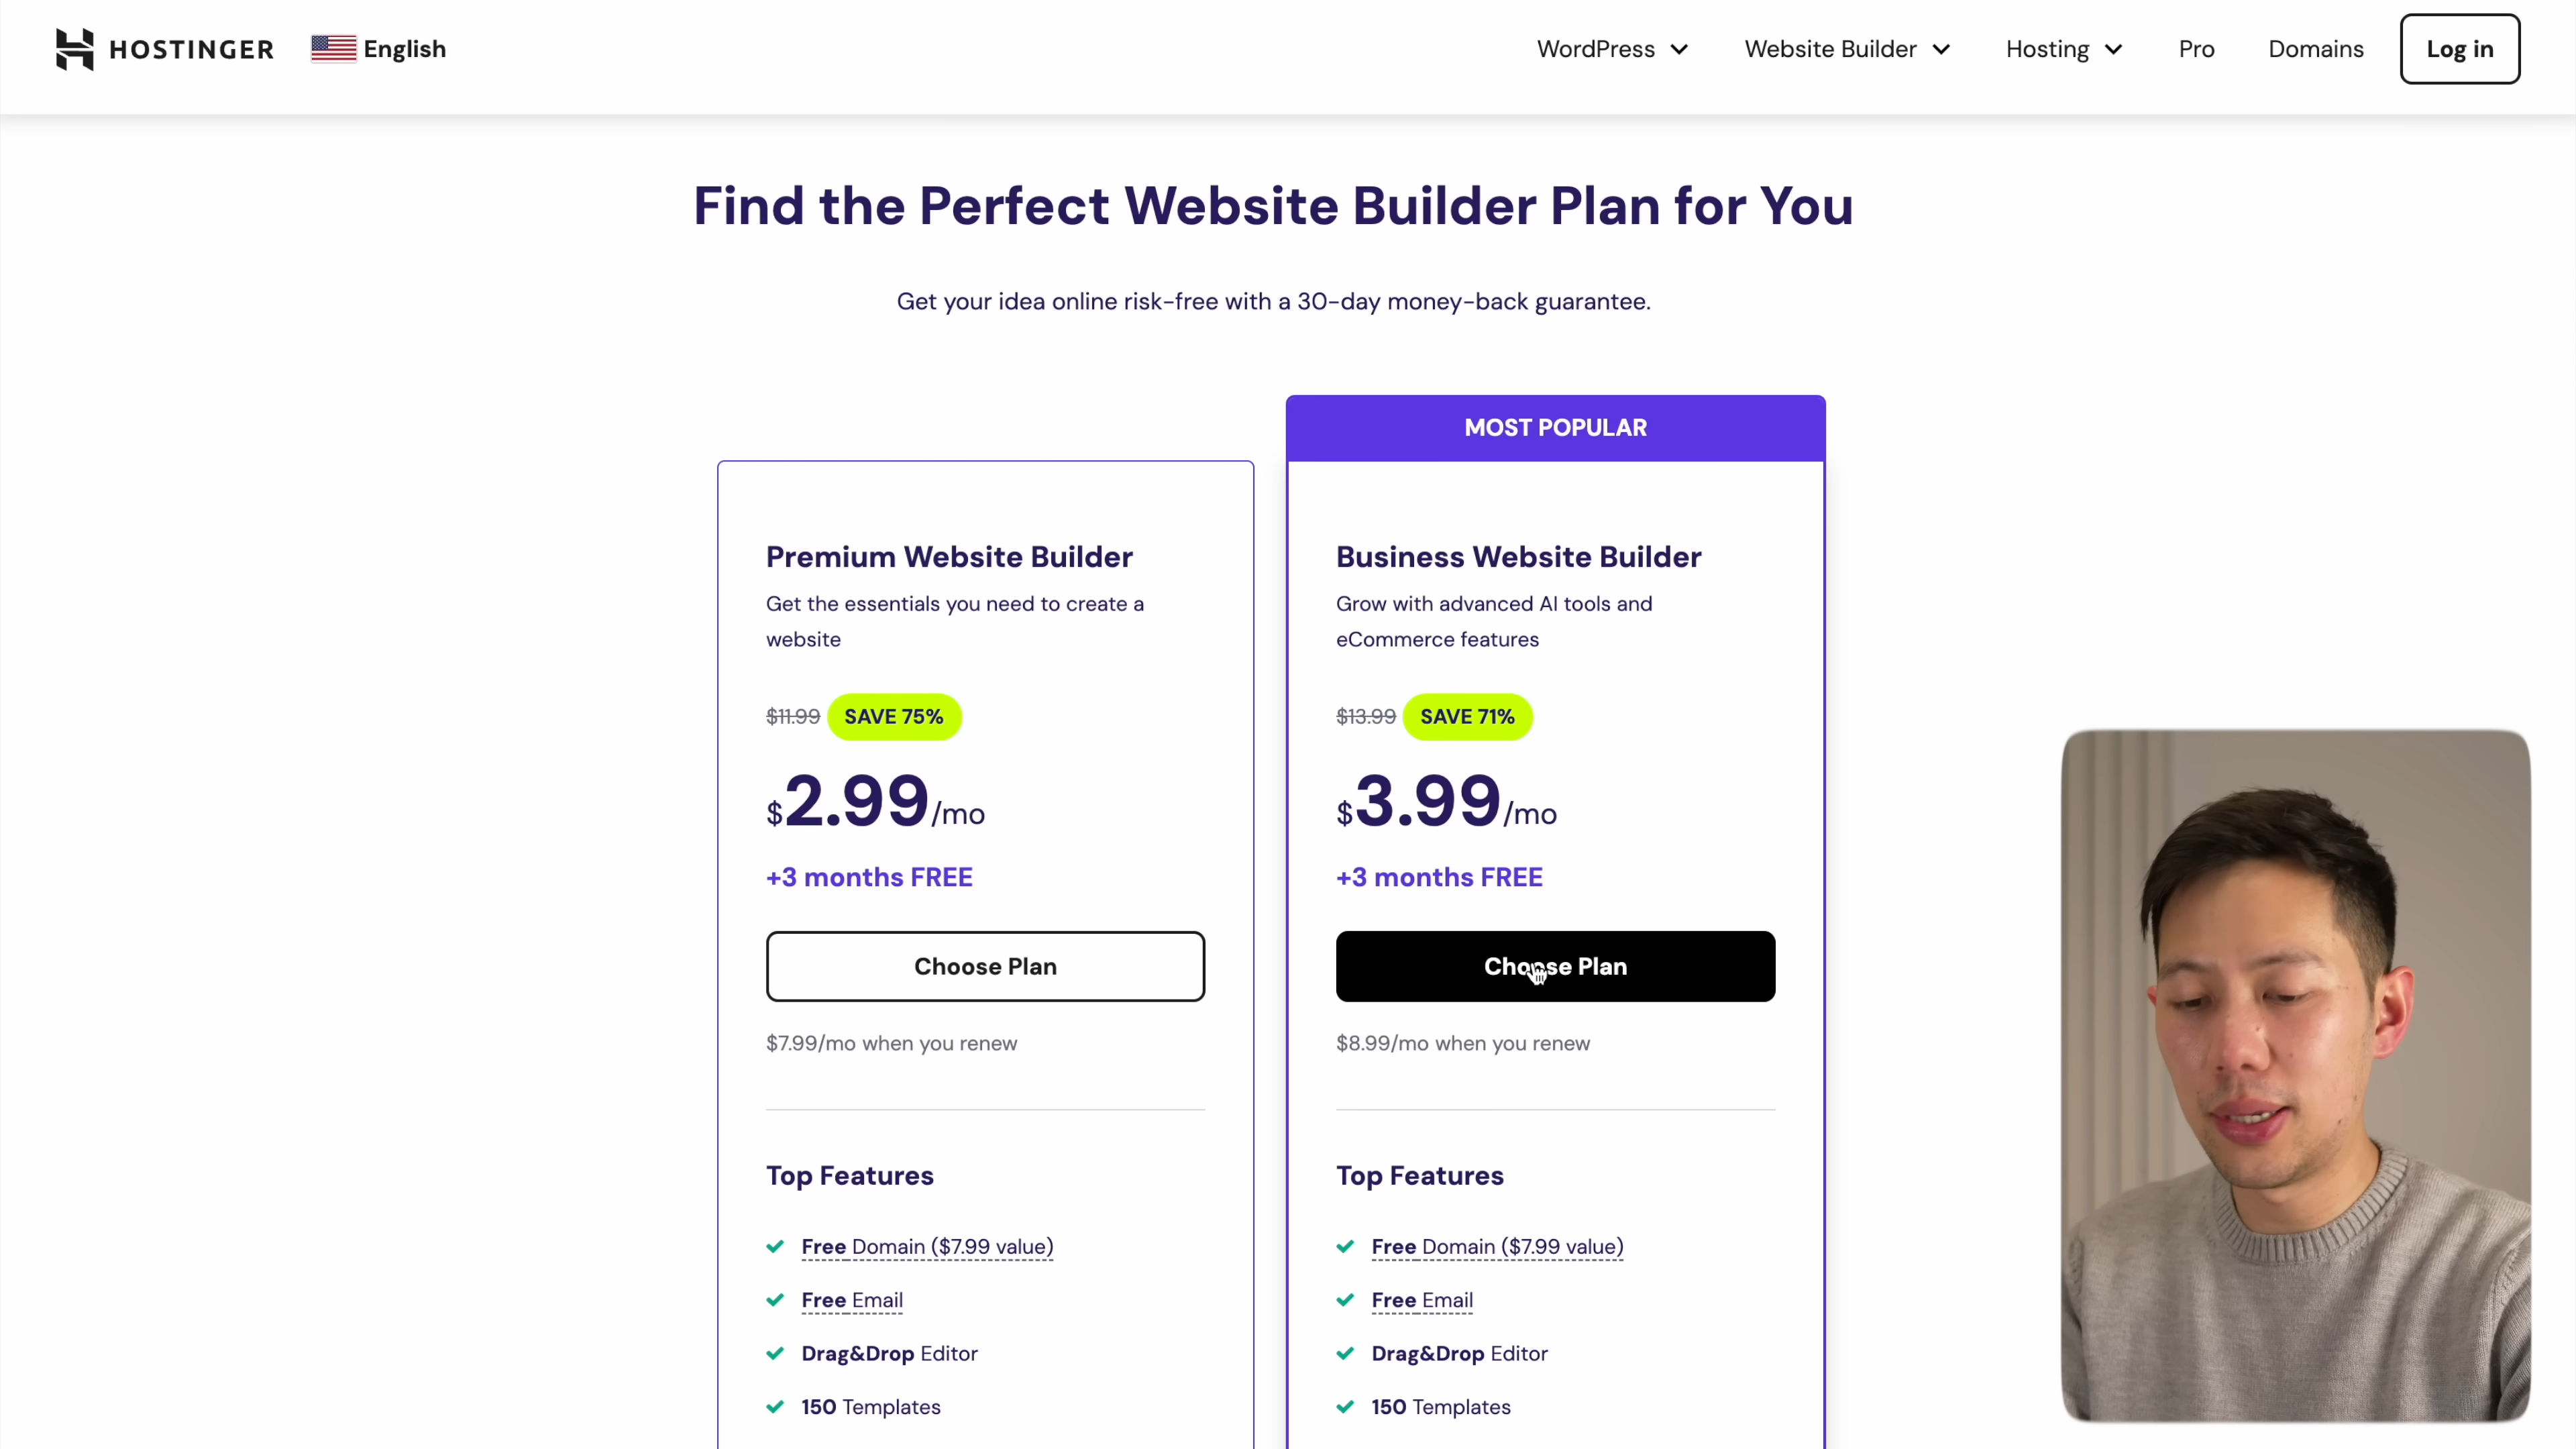 HOSTINGER
English
WordPress
Website Builder
Hosting
Pro
Domains
Log in
Find the Perfect Website Builder Plan for You
Get your idea online risk-free with a 30-day money-back guarantee.
Premium Website Builder
Get the essentials you need to create a
website
$11.99 SAVE 75%
$2.99/mo
+3 months FREE
Choose Plan
$7.99/mo when you renew
Top Features
Free Domain ($7.99 value)
Free Email
Drag&Drop Editor
150 Templates
MOST POPULAR
Business Website Builder
Grow with advanced AI tools and
eCommerce features
$13.99 SAVE 71%
$3.99/mo
+3 months FREE
Choose Plan
$8.99/mo when you renew
Top Features
Free Domain ($7.99 value)
Free Email
Drag&Drop Editor
150 Templates